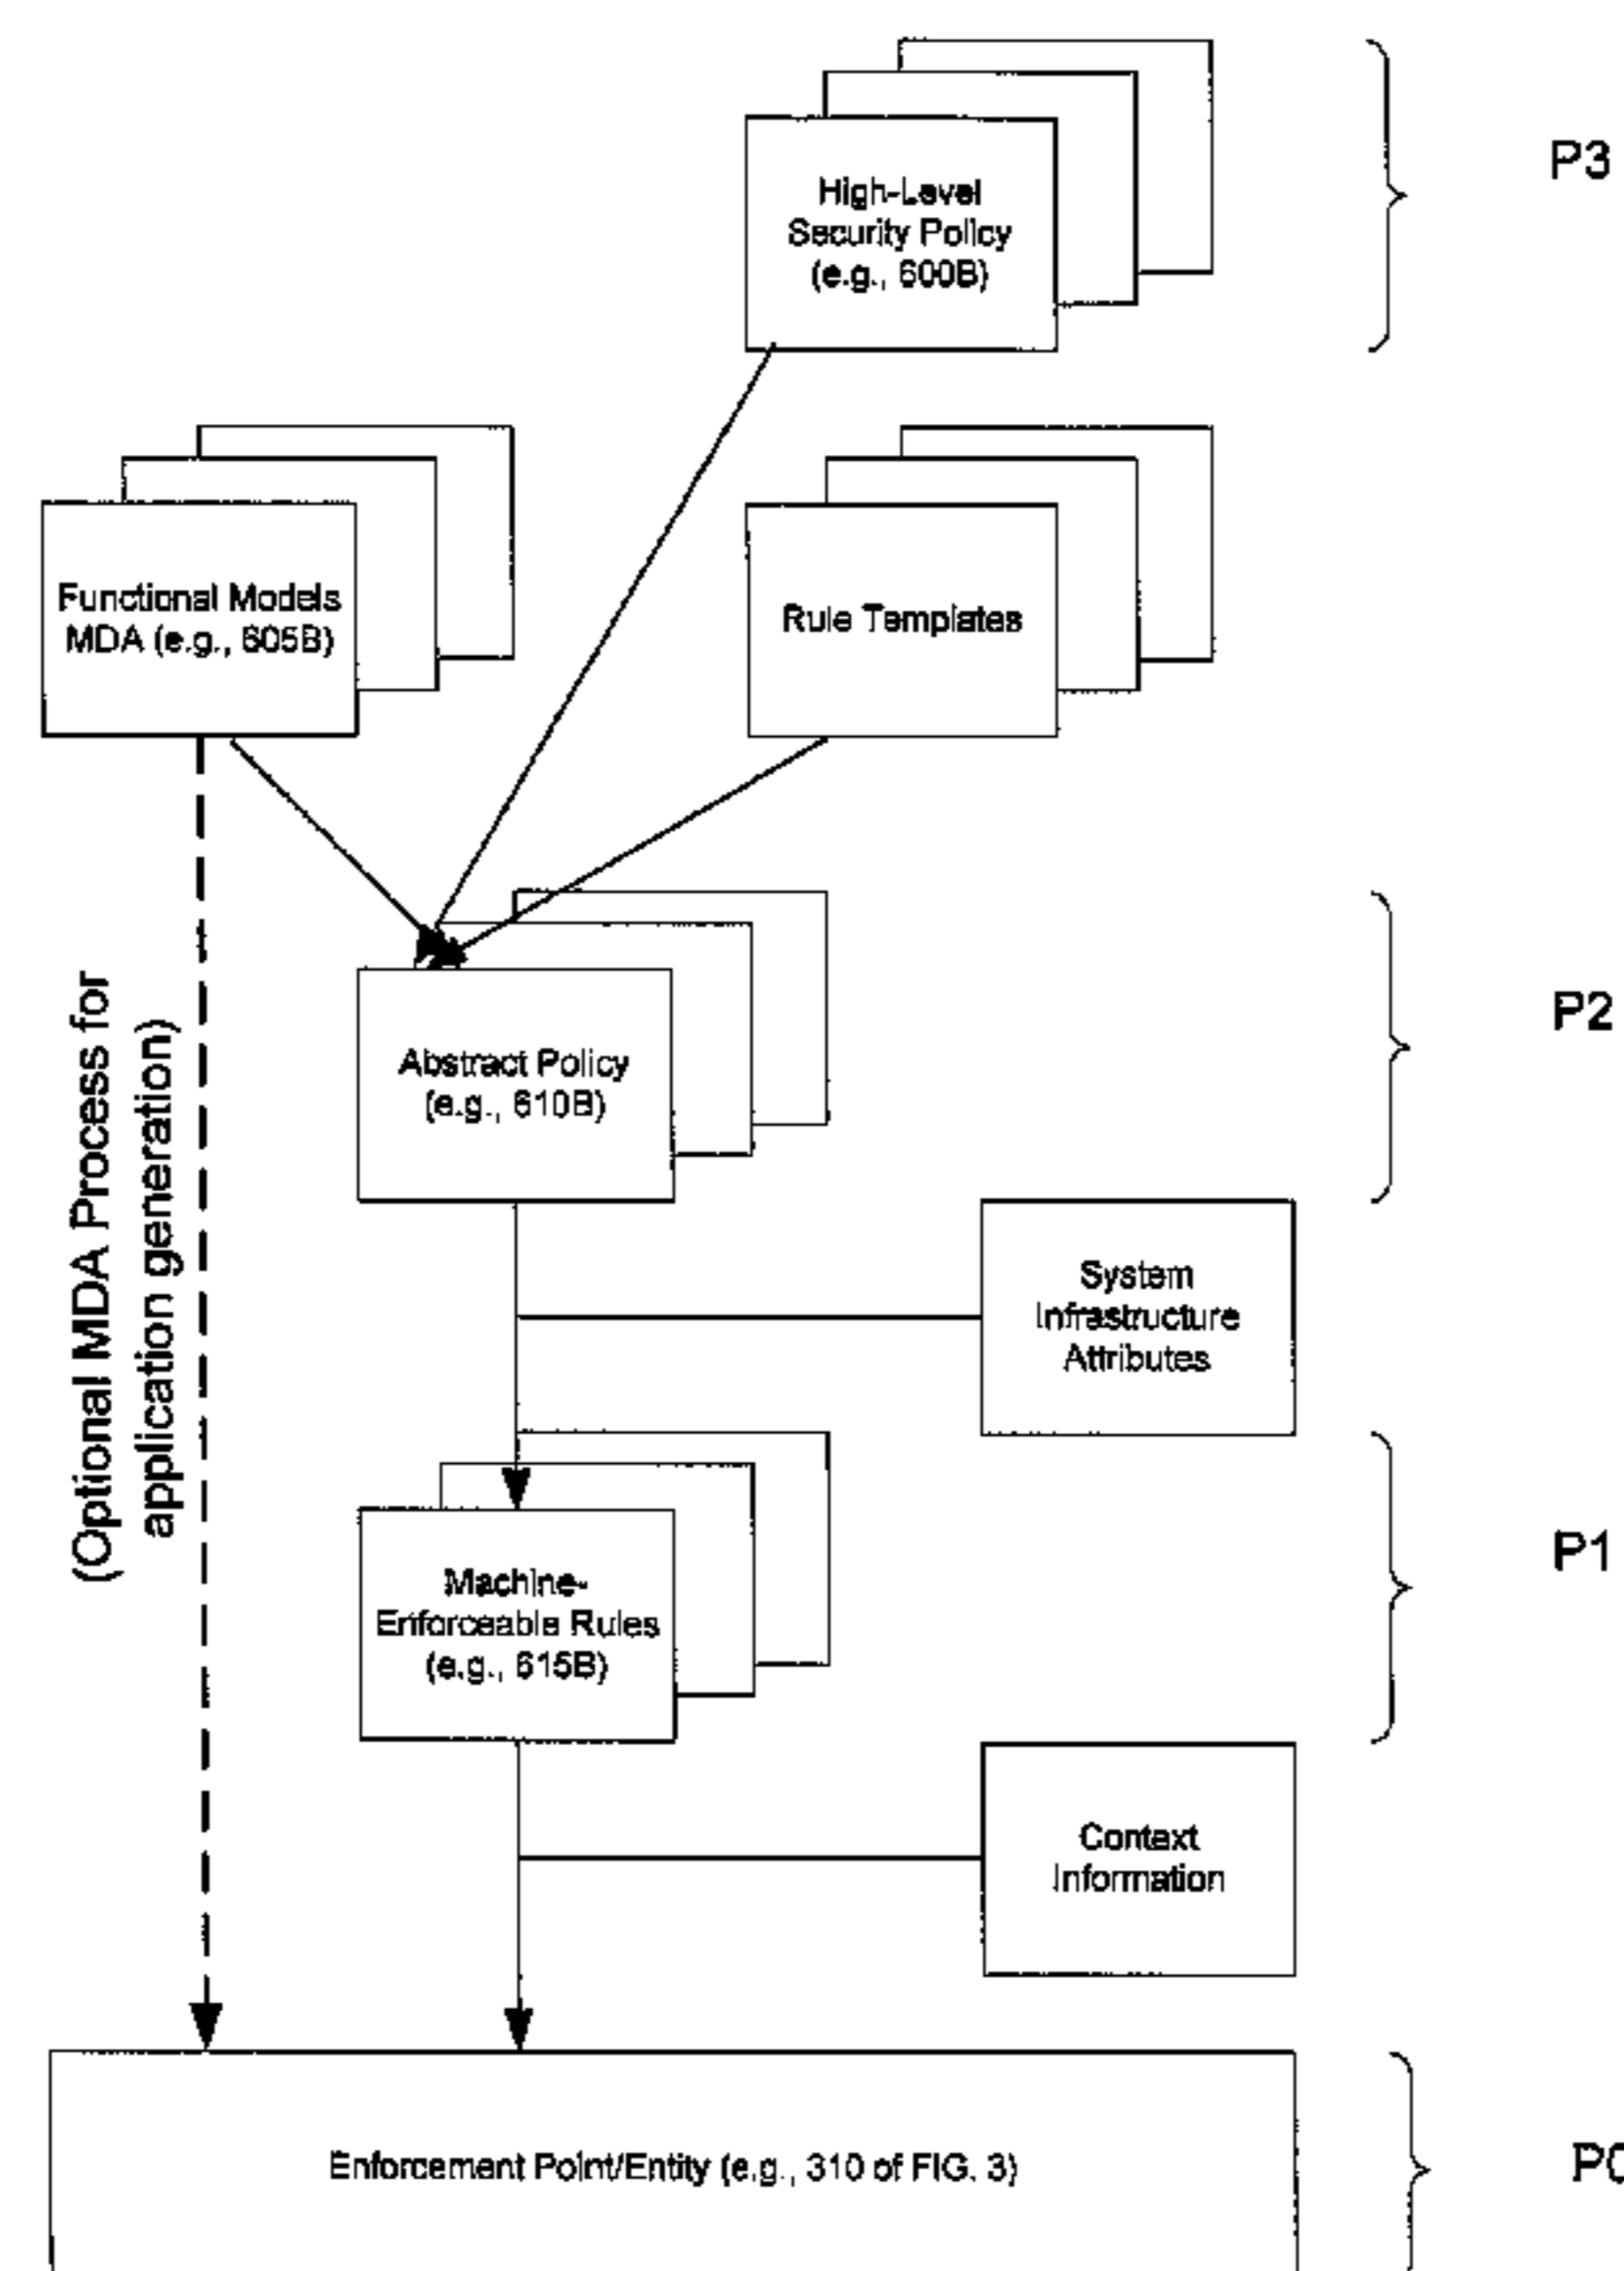 P3
High-Level
Security Policy
(e.g., 600B)
Functional Models
MDA (e.g., 605B)
Rule Templates
P2
Abstract Policy
(e.g., 610B)
(Optional MDA Process for
application generation)
System
Infrastructure
Attributes
P1
Machine-
Enforceable Rules
(e.g., 615B)
Context
Information
Enforcement Point/Entity (e.g., 310 of FIG. 3)
P0